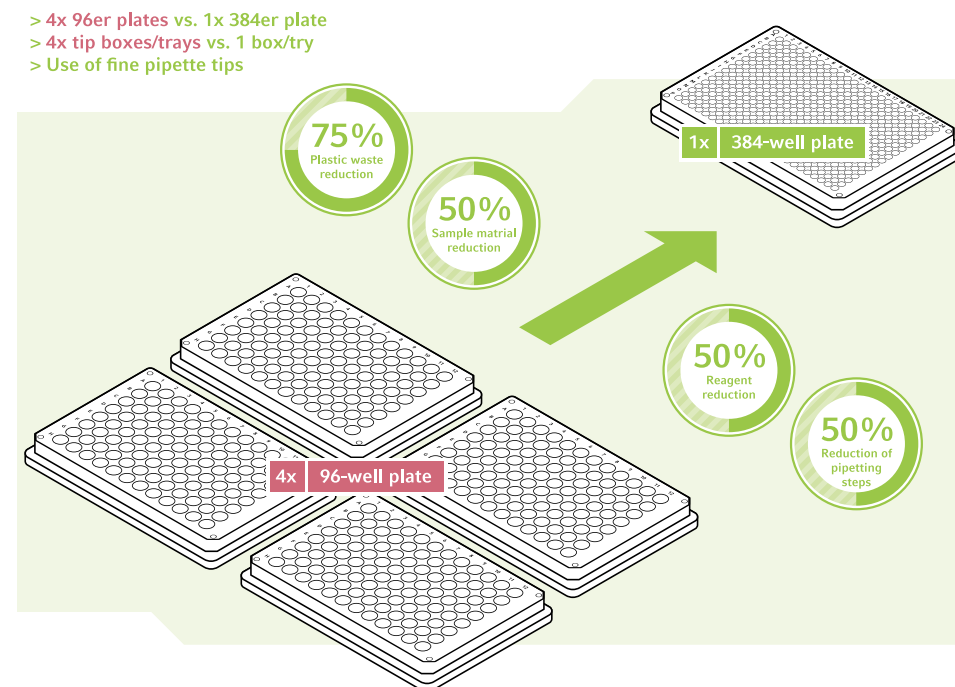 > 4x 96er plates vs. 1x 384er plate
> 4x tip boxes/trays vs. 1 box/try
> Use of fine pipette tips
75%
Plastic waste
reduction
50%
Sample matrial
reduction
1x 384-well plate
50%
Reagent
reduction
50%
Reduction of
pipetting
steps
4x 96-well plate